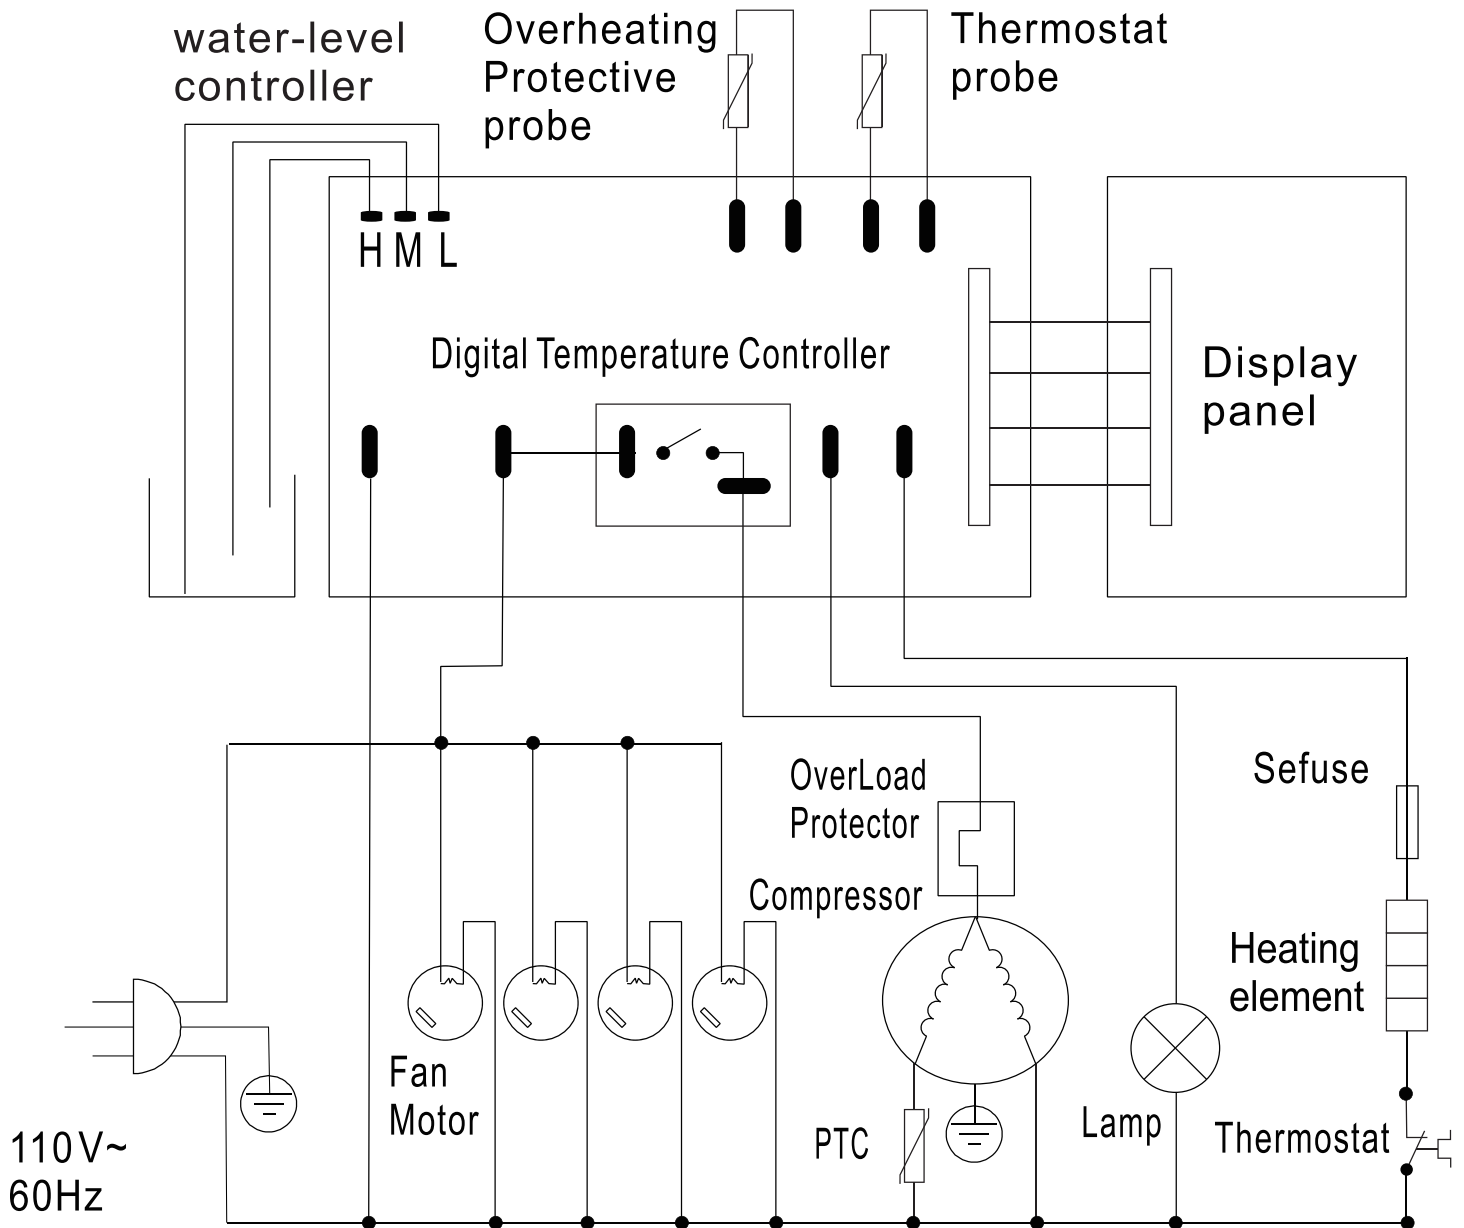 water-level
controller
Overheating
Protective
probe
Thermostat
probe
H M L
Digital Temperature Controller
Display
panel
OverLoad
Protector
Compressor
Sefuse
Heating
element
Fan
Motor
PTC
Lamp
Thermostat
110V~
60Hz